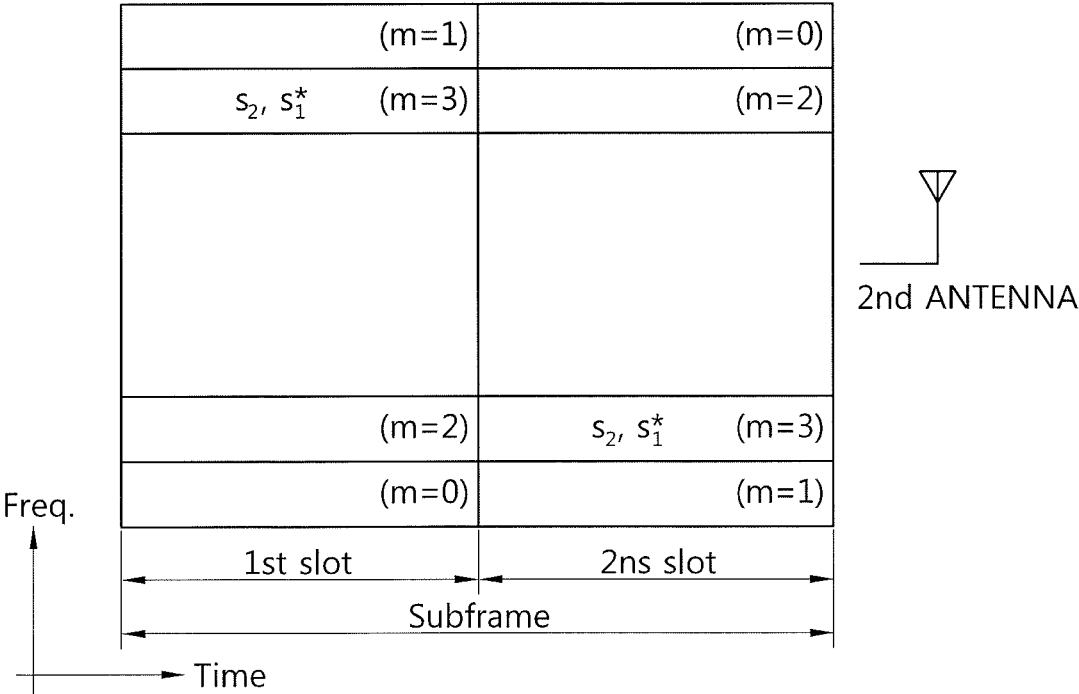 (m=1) (m=0)
s₂, s₁* (m=3) (m=2)
2nd ANTENNA
(m=2) s₂, s₁* (m=3)
(m=0) (m=1)
Freq.
1st slot 2ns slot
Subframe
Time